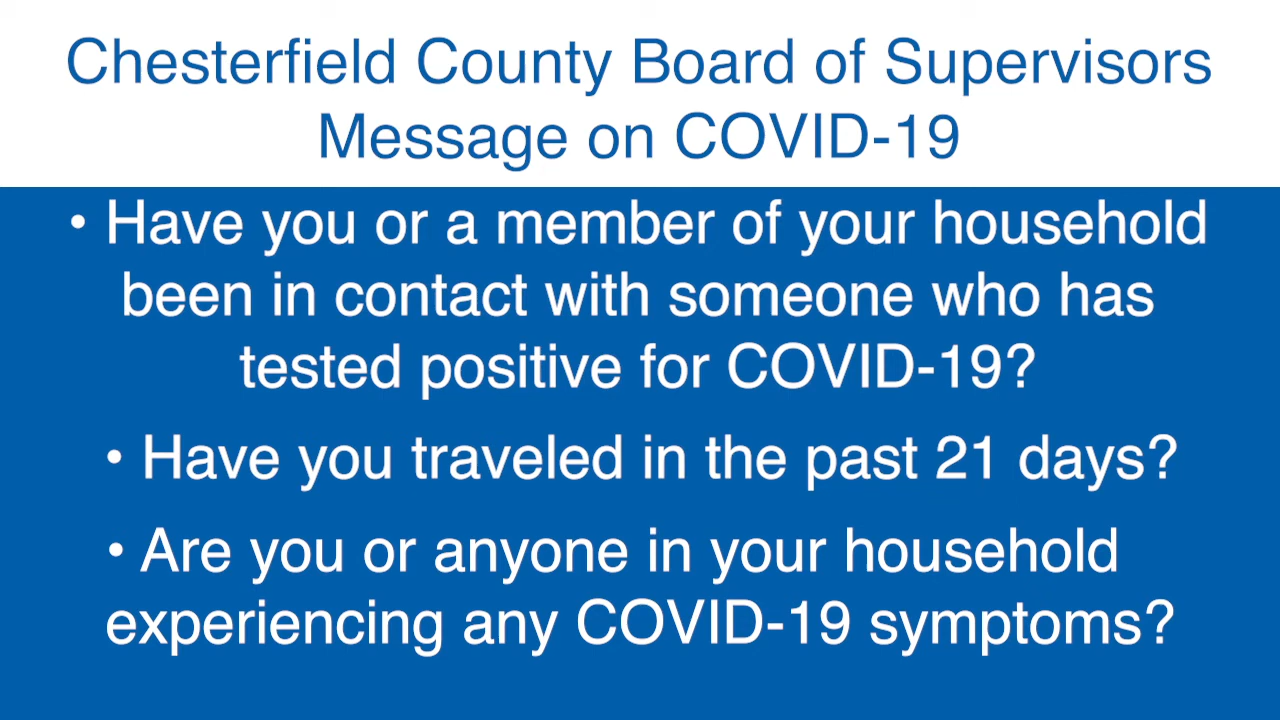 Chesterfield County Board of Supervisors
Message on COVID-19
• Have you or a member of your household
been in contact with someone who has
tested positive for COVID-19?
• Have you traveled in the past 21 days?
• Are you or anyone in your household
experiencing any COVID-19 symptoms?